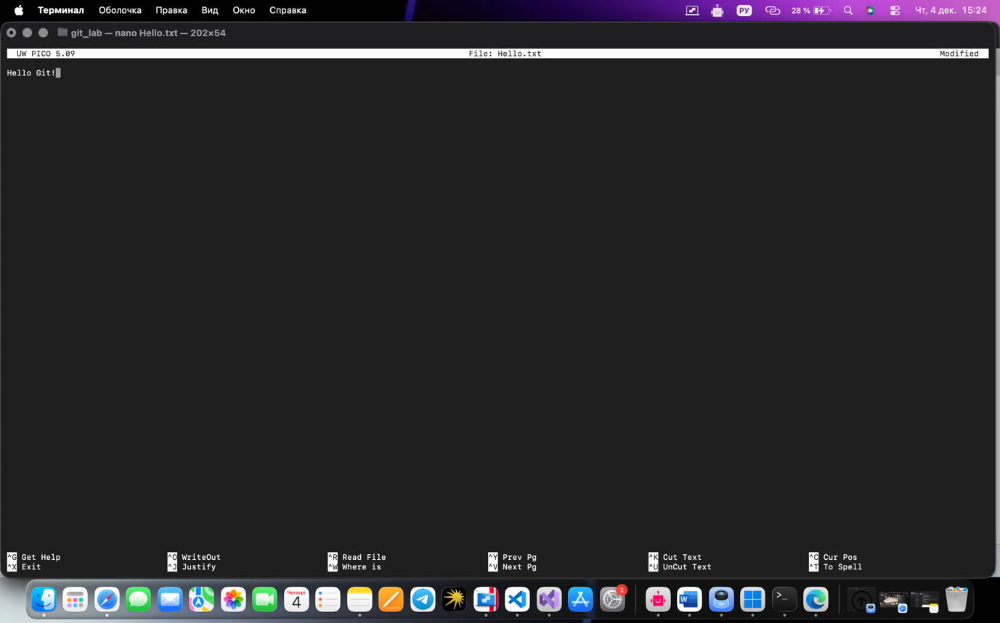 Терминал Оболочка Правка Вид Окно Справка РУ 28 % Чт, 4 дек. 15:24
git_lab — nano Hello.txt — 202×54
UW PICO 5.09 File: Hello.txt Modified
Hello Git!
^G Get Help ^O WriteOut ^R Read File ^Y Prev Pg ^K Cut Text ^C Cur Pos
^X Exit ^J Justify ^W Where is ^V Next Pg ^U UnCut Text ^T To Spell
Четверг
4
2
W
>_